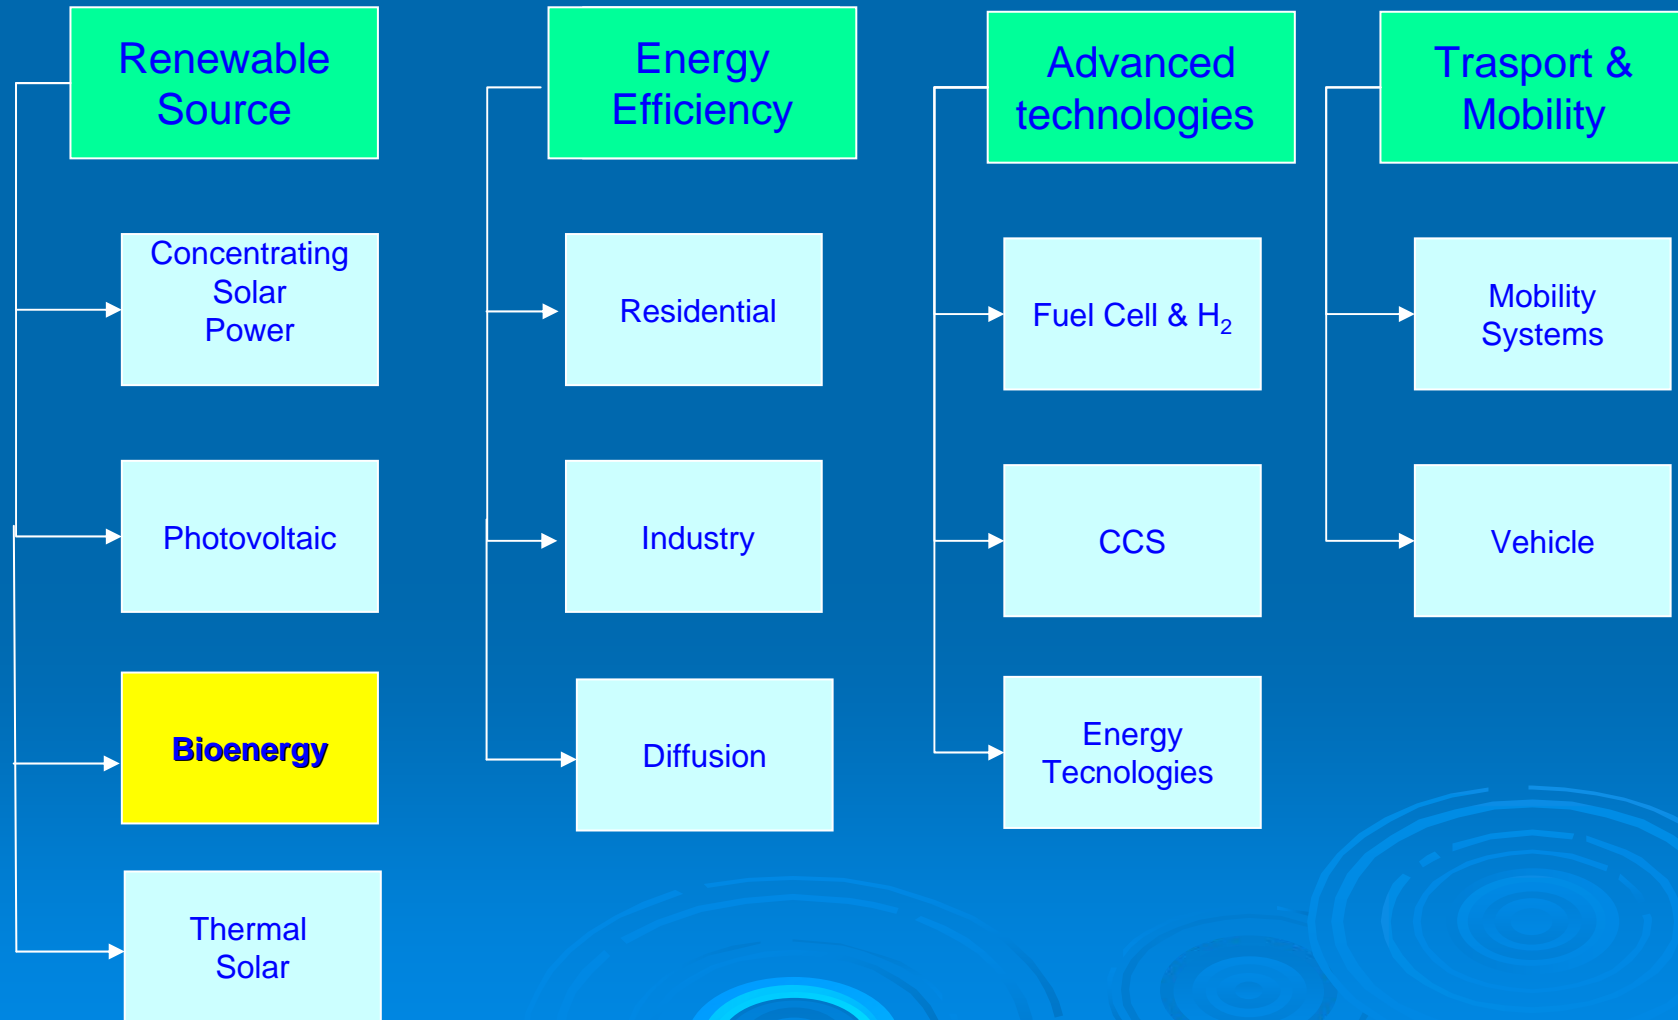 Renewable
Source
Concentrating
Solar
Power
Photovoltaic
Bioenergy
Thermal
Solar
Energy
Efficiency
Residential
Industry
Diffusion
Advanced
technologies
Fuel Cell & H₂
CCS
Energy
Tecnologies
Trasport &
Mobility
Mobility
Systems
Vehicle